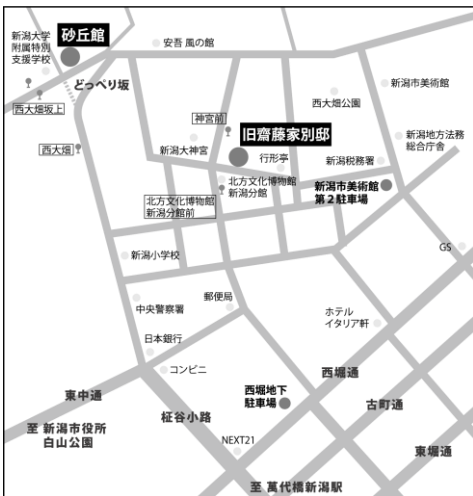 砂丘館
新潟大学
附属特別
支援学校
安吾 風の館
どっぺり坂
西大畑坂上
新潟市美術館
西大畑公園
神宮前
旧齋藤家別邸
西大畑
新潟大神宮
行形亭
新潟地方法務
総合庁舎
新潟税務署
北方文化博物館
新潟分館
新潟市美術館
第2駐車場
北方文化博物館
新潟分館前
新潟小学校
GS
中央警察署
郵便局
ホテル
イタリア軒
日本銀行
コンビニ
西堀通
東中通
西堀地下
駐車場
古町通
至 新潟市役所
白山公園
柾谷小路
NEXT21
東堀通
至 萬代橋新潟駅